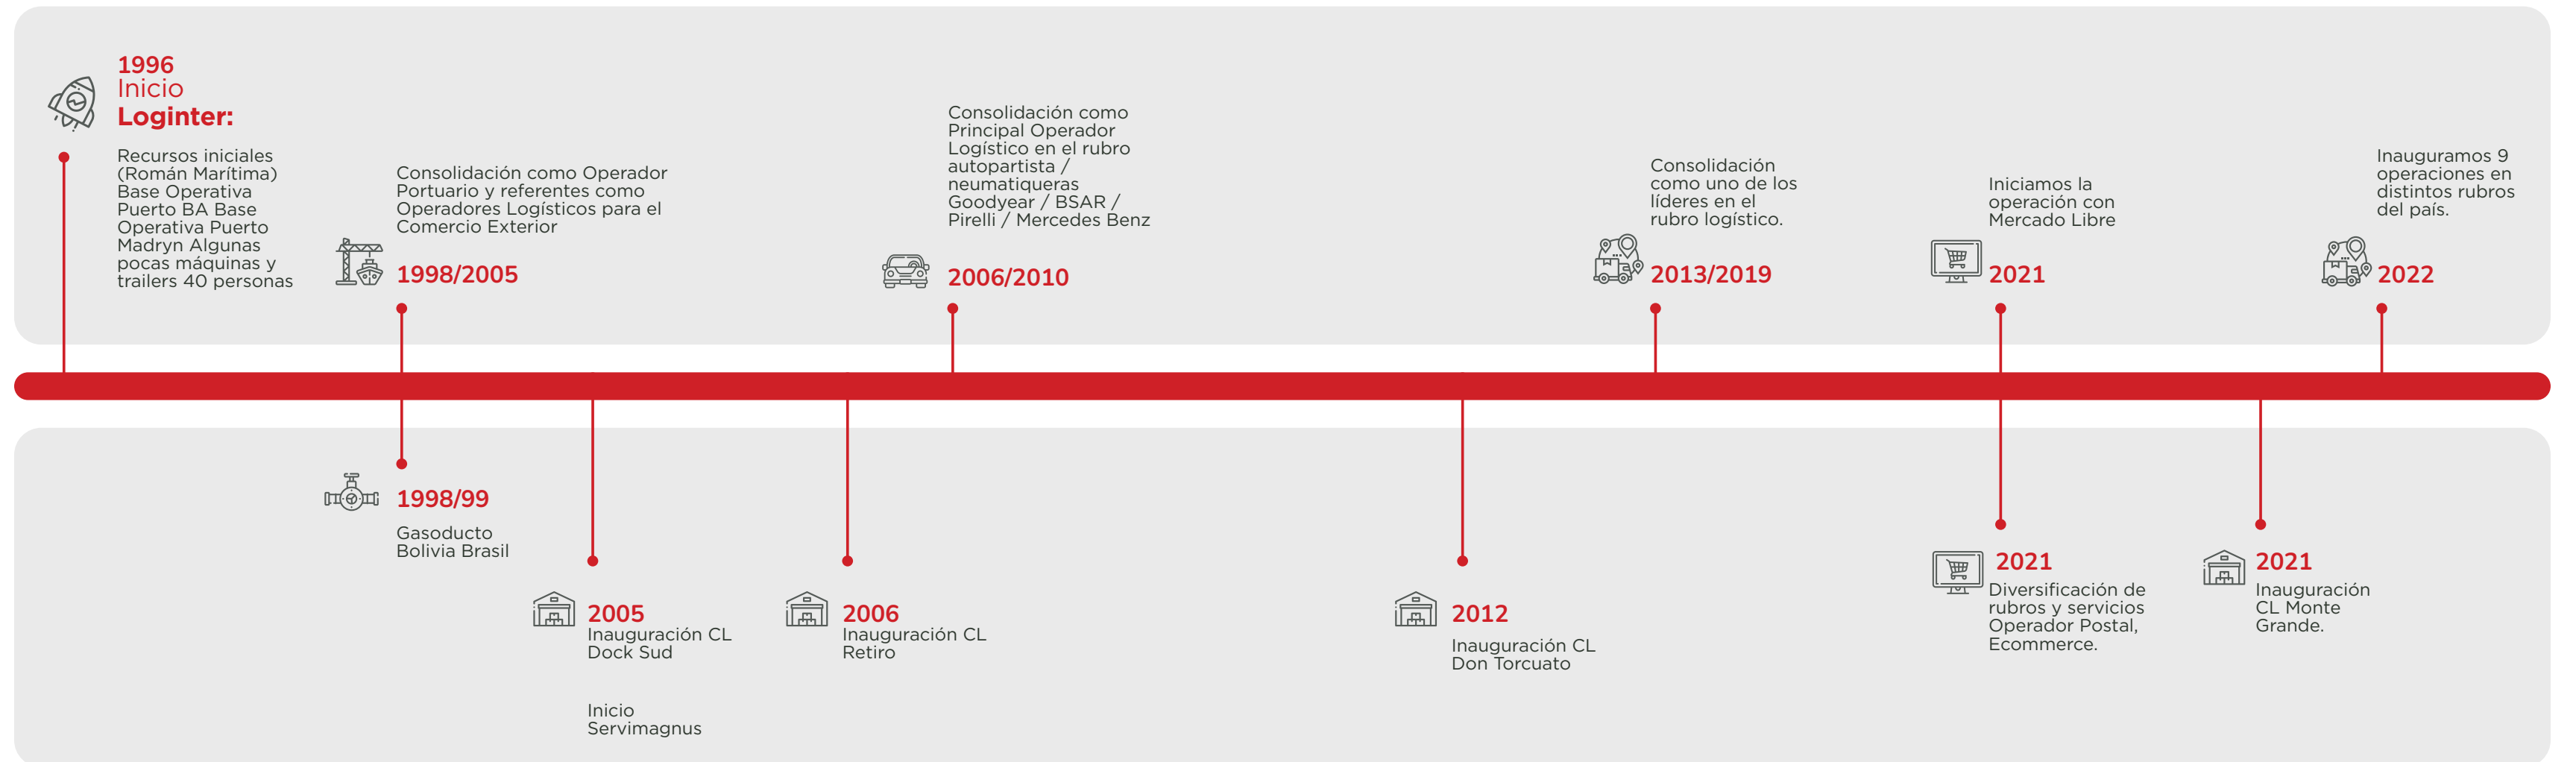 1996
Inicio
Loginter:
Recursos iniciales
(Román Marítima)
Base Operativa
Puerto BA Base
Operativa Puerto
Madryn Algunas
pocas máquinas y
trailers 40 personas
Consolidación como Operador
Portuario y referentes como
Operadores Logísticos para el
Comercio Exterior
1998/2005
Consolidación como
Principal Operador
Logístico en el rubro
autopartista /
neumatiqueras
Goodyear / BSAR /
Pirelli / Mercedes Benz
2006/2010
Consolidación
como uno de los
líderes en el
rubro logístico.
2013/2019
Iniciamos la
operación con
Mercado Libre
2021
Inauguramos 9
operaciones en
distintos rubros
del país.
2022
1998/99
Gasoducto
Bolivia Brasil
2005
Inauguración CL
Dock Sud
Inicio
Servimagnus
2006
Inauguración CL
Retiro
2012
Inauguración CL
Don Torcuato
2021
Diversificación de
rubros y servicios
Operador Postal,
Ecommerce.
2021
Inauguración
CL Monte
Grande.